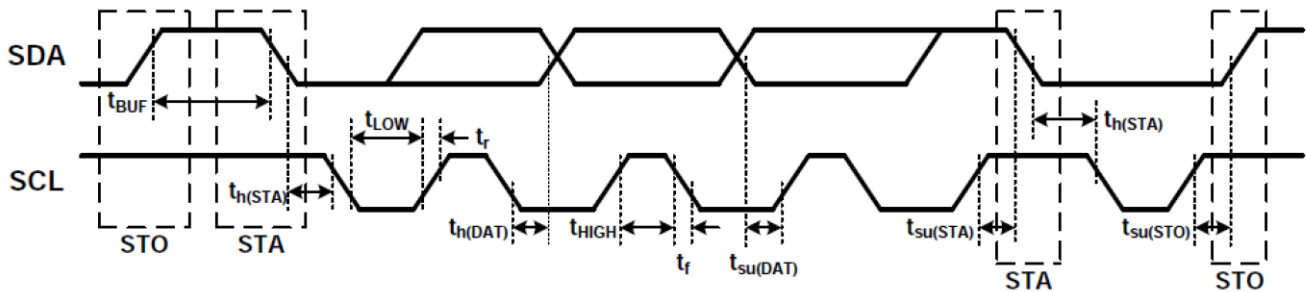 SDA
tBUF
tLOW
tr
th(STA)
SCL
th(STA)
th(DAT)
tHIGH
tf
tsu(DAT)
tsu(STA)
tsu(STO)
STO
STA
STA
STO